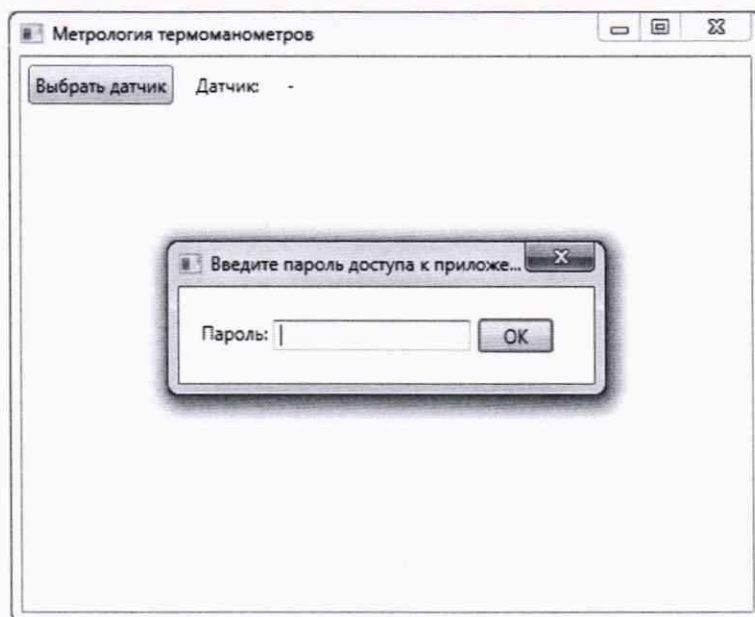 Метрология термоманометров
Выбрать датчик Датчик: -
Введите пароль доступа к приложе...
Пароль: OK